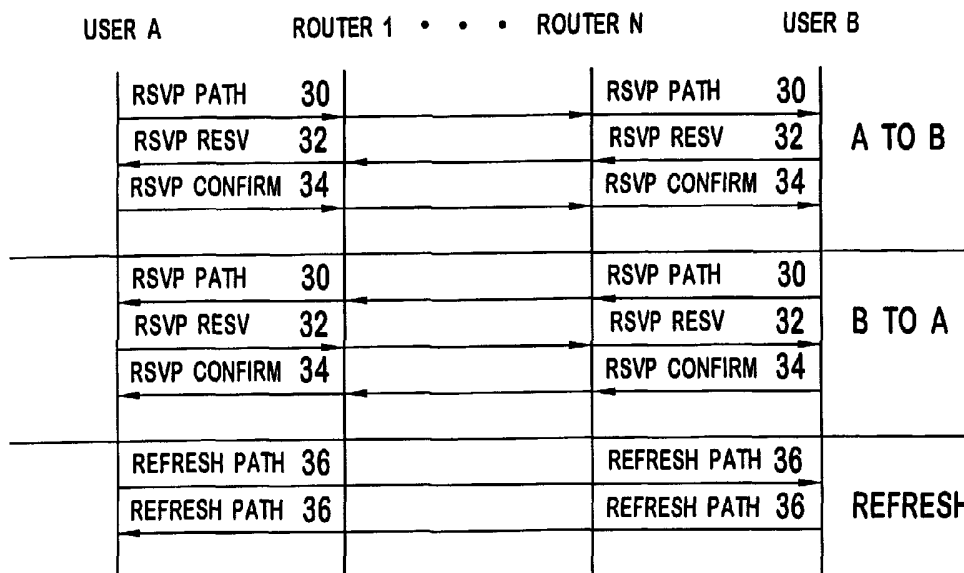 USER A ROUTER 1 • • • ROUTER N USER B
RSVP PATH 30 RSVP PATH 30
RSVP RESV 32 RSVP RESV 32 A TO B
RSVP CONFIRM 34 RSVP CONFIRM 34
RSVP PATH 30 RSVP PATH 30
RSVP RESV 32 RSVP RESV 32 B TO A
RSVP CONFIRM 34 RSVP CONFIRM 34
REFRESH PATH 36 REFRESH PATH 36
REFRESH PATH 36 REFRESH PATH 36 REFRESH